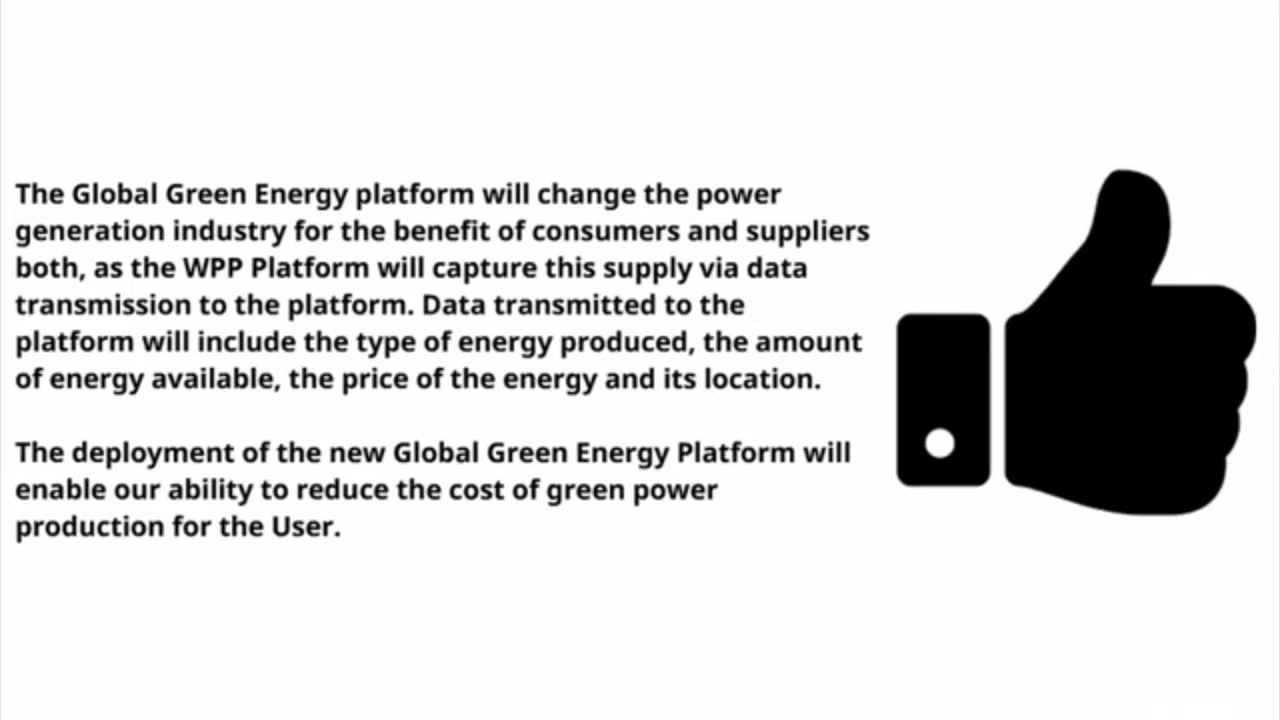 The Global Green Energy platform will change the power
generation industry for the benefit of consumers and suppliers
both, as the WPP Platform will capture this supply via data
transmission to the platform. Data transmitted to the
platform will include the type of energy produced, the amount
of energy available, the price of the energy and its location.
The deployment of the new Global Green Energy Platform will
enable our ability to reduce the cost of green power
production for the User.